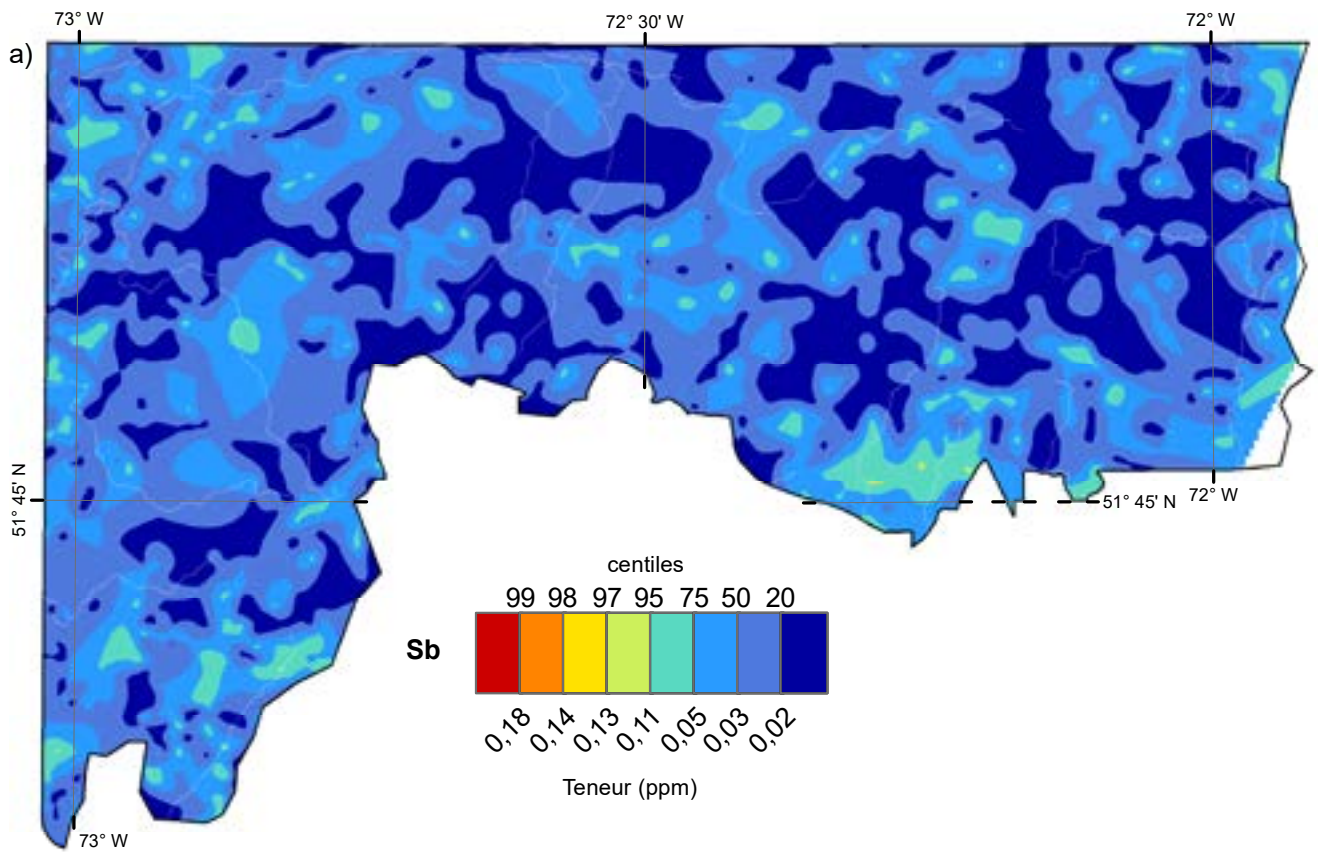 73° W
72° 30' W
72° W
a)
51° 45' N
72° W
51° 45' N
centiles
99 98 97 95 75 50 20
Sb
0,18 0,14 0,13 0,11 0,05 0,03 0,02
Teneur (ppm)
73° W